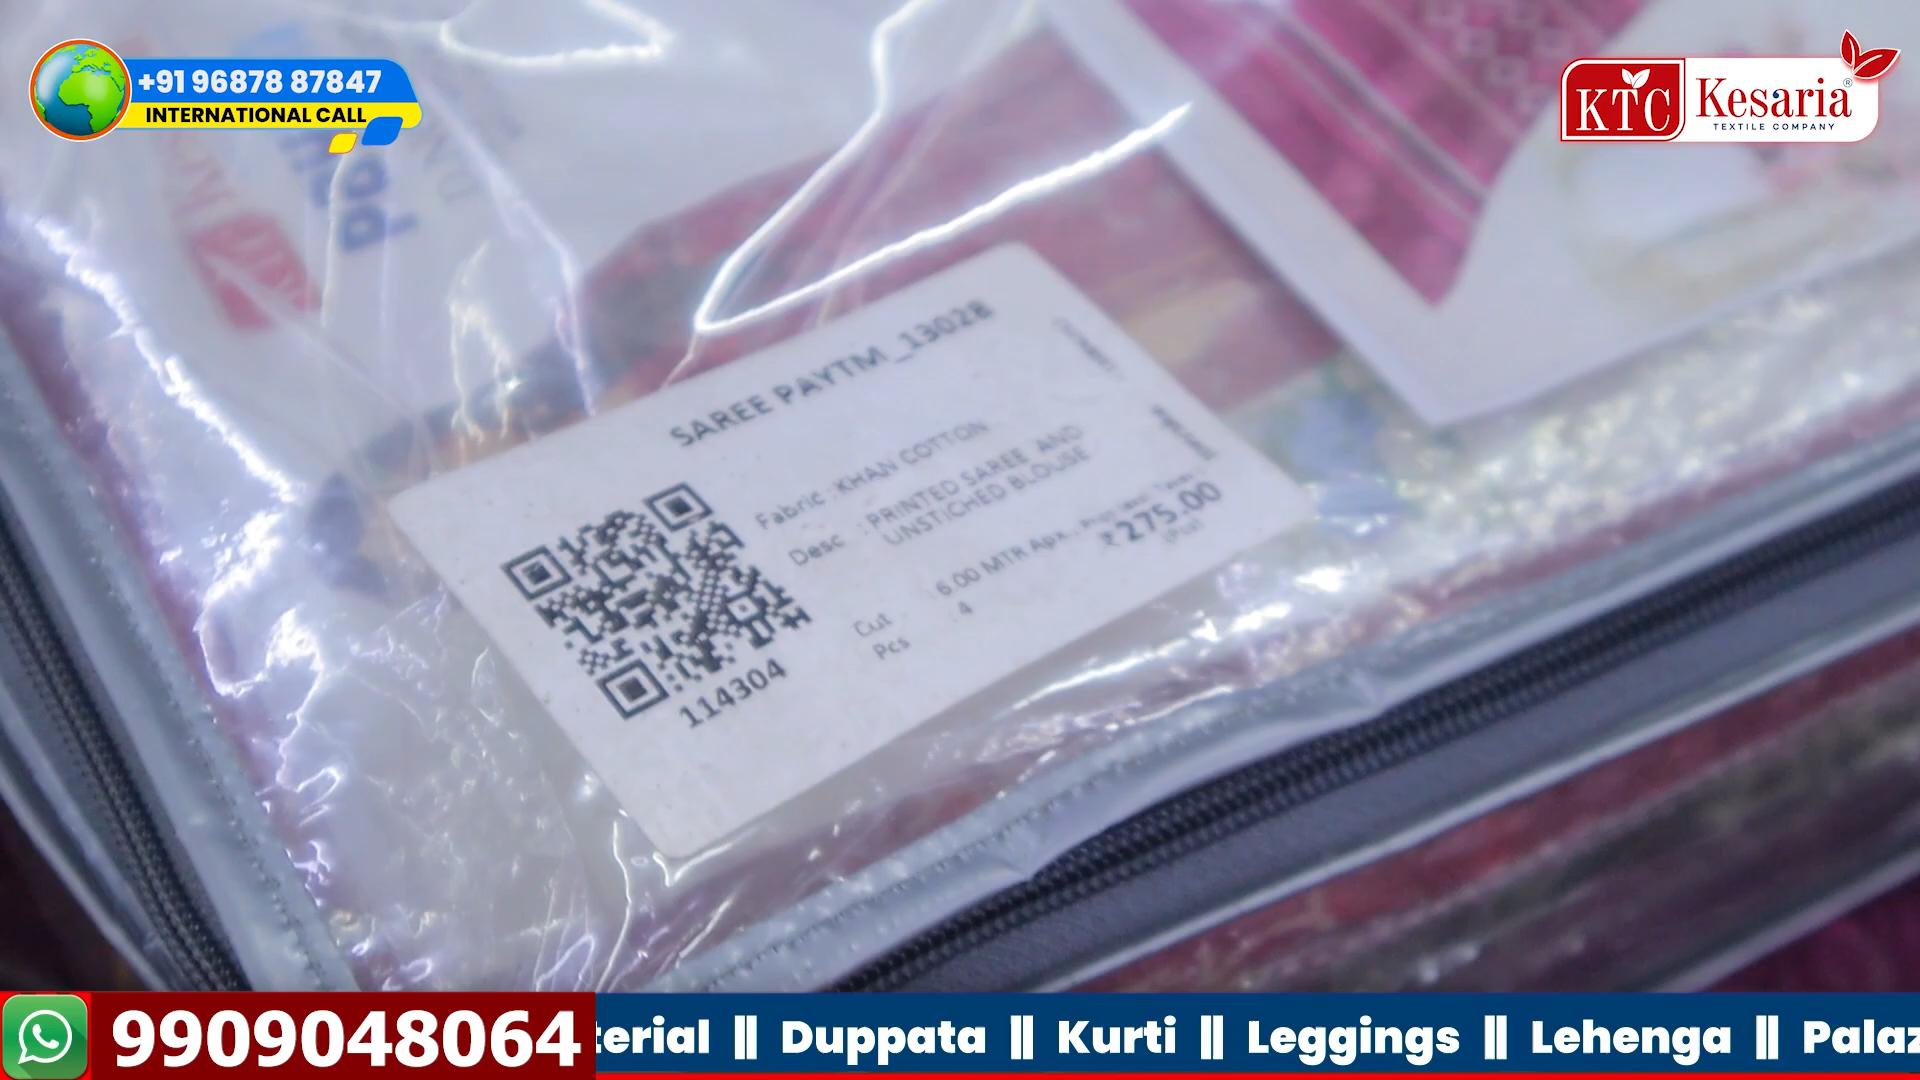 +91 96878 87847
INTERNATIONAL CALL
KTC Kesaria®
TEXTILE COMPANY
SAREE PAYTM_13028
Fabric : KHAN COTTON
Desc : PRINTED SAREE AND
UNSTICHED BLOUSE
Cut : 6.00 MTR Apx.
Pcs : 4
₹ 275.00
114304
9909048064
terial || Duppata || Kurti || Leggings || Lehenga || Palaz